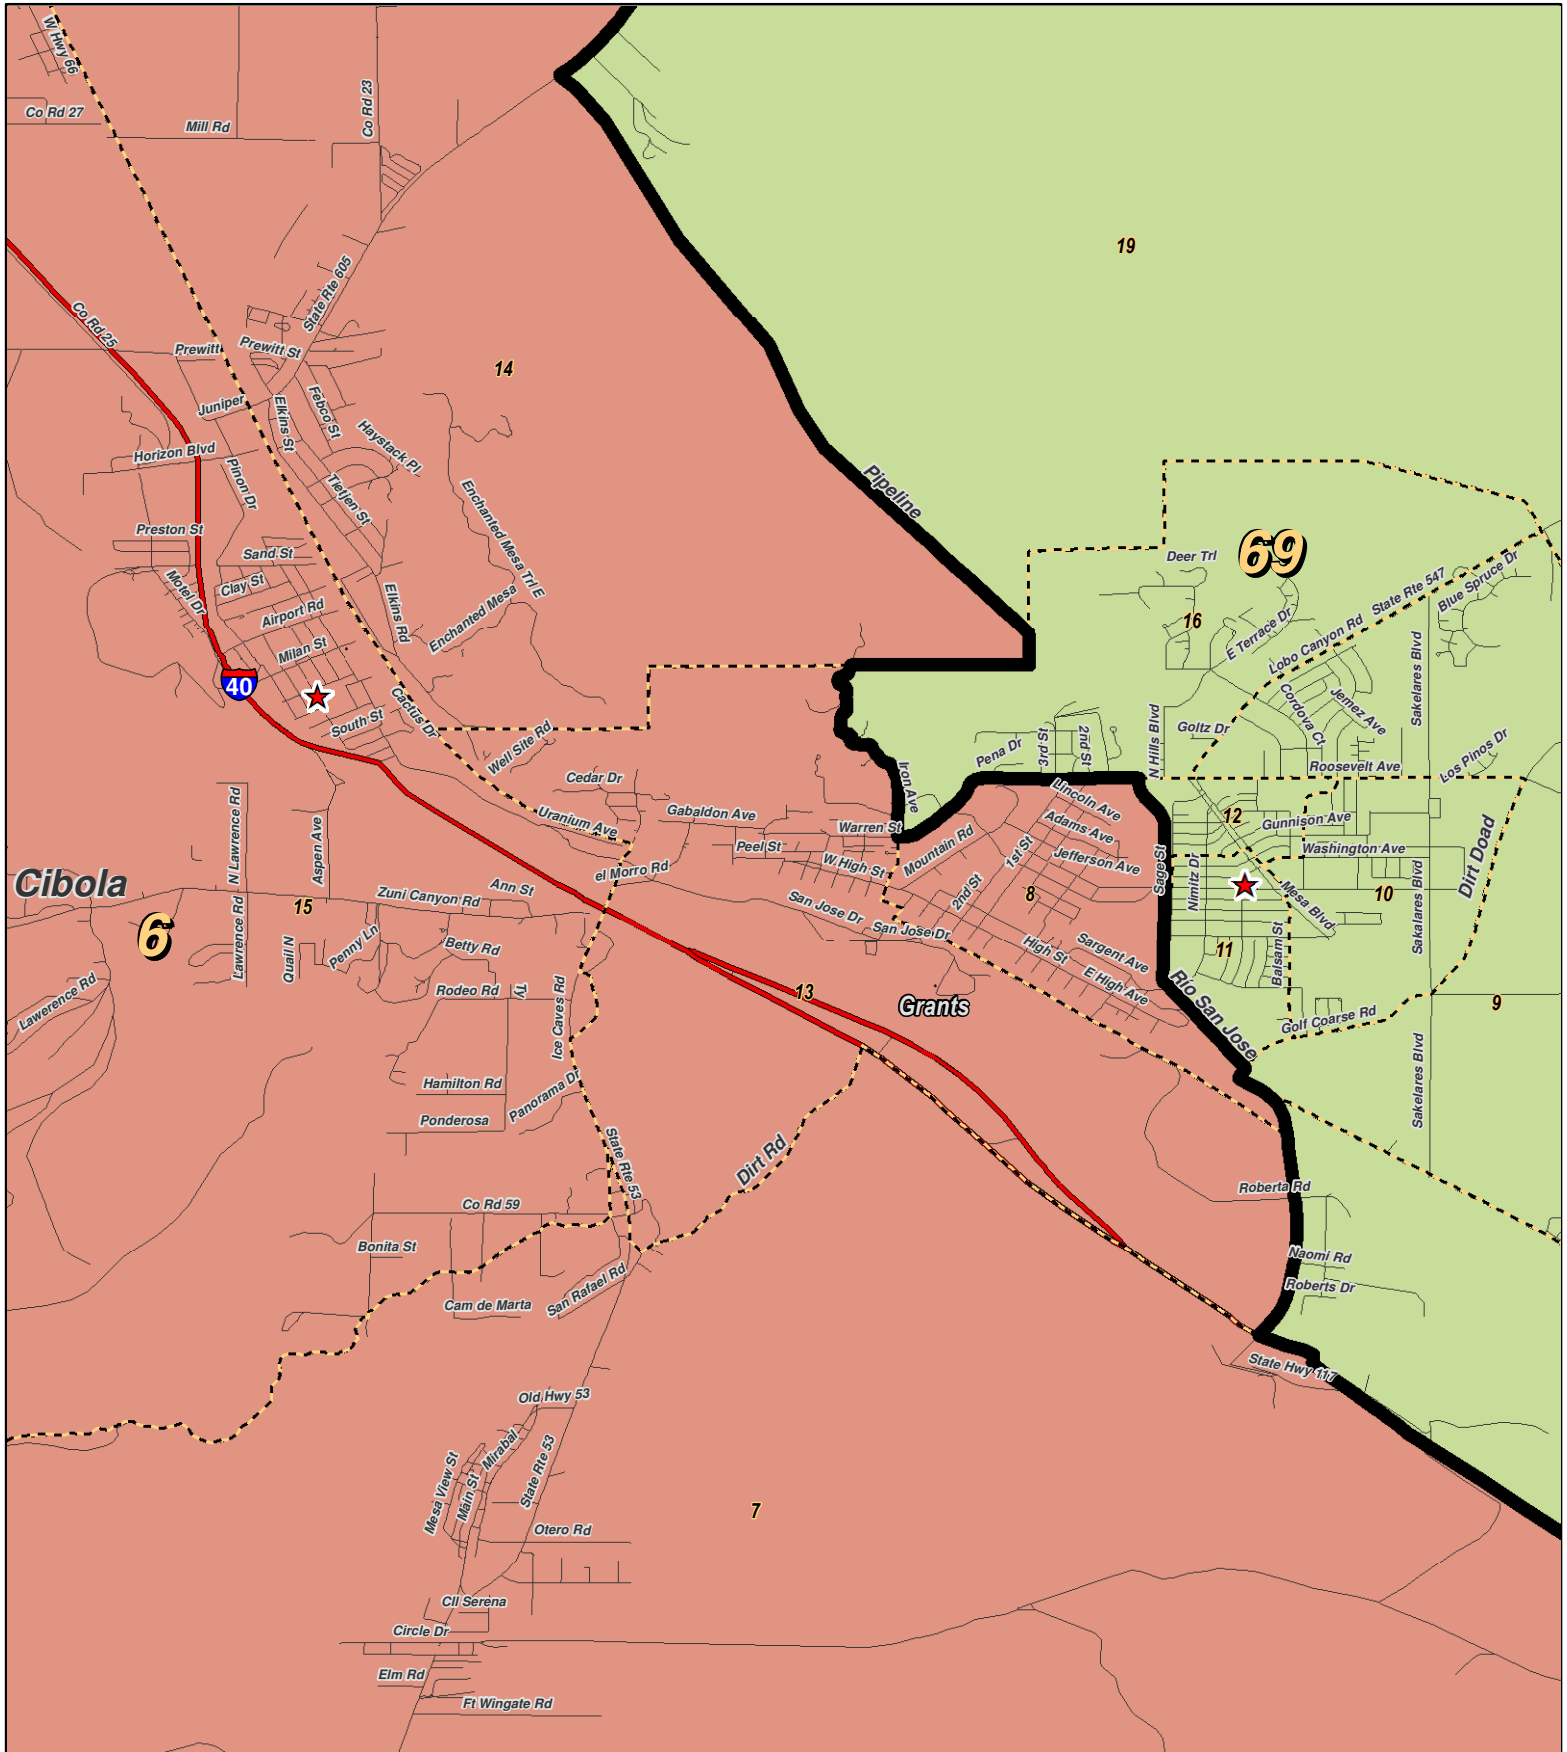 W Hwy 66
Co Rd 27
Mill Rd
Co Rd 23
19
State Rte 605
Co Rd 25
Prewitt
Prewitt St
14
Juniper
Elkins St
Febco St
Haystack Pl
Horizon Blvd
Pinon Dr
Tietjen St
Enchanted Mesa Trl E
Pipeline
Preston St
Sand St
69
Deer Trl
Motel Dr
Clay St
Airport Rd
Elkins Rd
Enchanted Mesa
State Rte 547
Blue Spruce Dr
16
E Terrace Dr
Lobo Canyon Rd
Milan St
40
Cactus Dr
South St
Well Site Rd
Sakelares Blvd
Cordova Ct
Jemez Ave
N Hills Blvd
Goltz Dr
3rd St
2nd St
Pena Dr
Los Pinos Dr
Roosevelt Ave
Cedar Dr
Iron Ave
N Lawrence Rd
Uranium Ave
Gabaldon Ave
Lincoln Ave
12
Gunnison Ave
Aspen Ave
Warren St
Adams Ave
Mountain Rd
Peel St
W High St
1st St
Jefferson Ave
Washington Ave
Sage St
Dirt Doad
Cibola
el Morro Rd
Ann St
Zuni Canyon Rd
2nd St
8
Nimitz Dr
Mesa Blvd
10
Sakalares Blvd
15
6
Lawrence Rd
San Jose Dr
San Jose Dr
Quail N
Penny Ln
Betty Rd
High St
Sargent Ave
E High Ave
11
Balsam St
Lawerence Rd
Rodeo Rd
Ty
13
Grants
Rio San Jose
9
Golf Coarse Rd
Ice Caves Rd
Sakelares Blvd
Hamilton Rd
Panorama Dr
Ponderosa
State Rte 53
Dirt Rd
Roberta Rd
Co Rd 59
Bonita St
Naomi Rd
San Rafael Rd
Roberts Dr
Cam de Marta
State Hwy 117
Old Hwy 53
Mirabal
Mesa View St
Main St
State Rte 53
7
Otero Rd
Cll Serena
Circle Dr
Elm Rd
Ft Wingate Rd